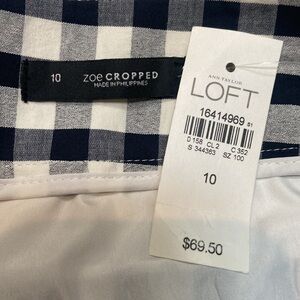 10 zoe CROPPED
MADE IN PHILIPPINES
ANN TAYLOR
LOFT
16414969 51
D 158 CL 2 C 352
S 344363 SZ 100
10
$69.50